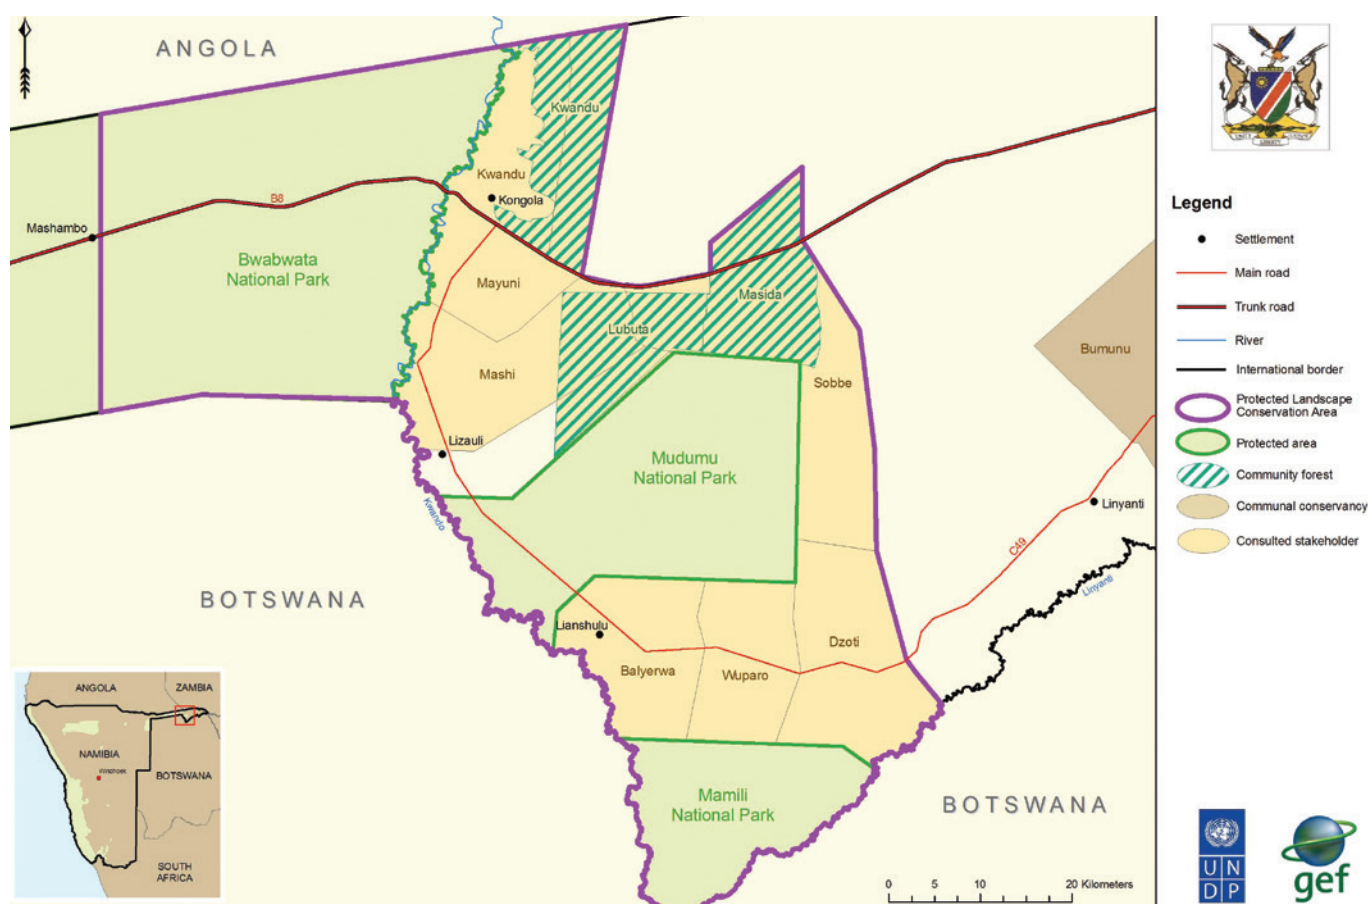 ANGOLA
Kwandu
Kwandu
Kongola
B8
Mashambo
Bwabwata
National Park
Mayuni
Masida
Lubuta
Mashi
Sobbe
Bumunu
Lizauli
Mudumu
National Park
Kwando
Linyanti
C49
Linyanti
BOTSWANA
Lianshulu
Dzoti
Balyerwa
Wuparo
Mamili
National Park
BOTSWANA
0 5 10 20 Kilometers
ANGOLA
ZAMBIA
NAMIBIA
Windhoek
BOTSWANA
SOUTH
AFRICA
Legend
Settlement
Main road
Trunk road
River
International border
Protected Landscape
Conservation Area
Protected area
Community forest
Communal conservancy
Consulted stakeholder
U N
D P
gef